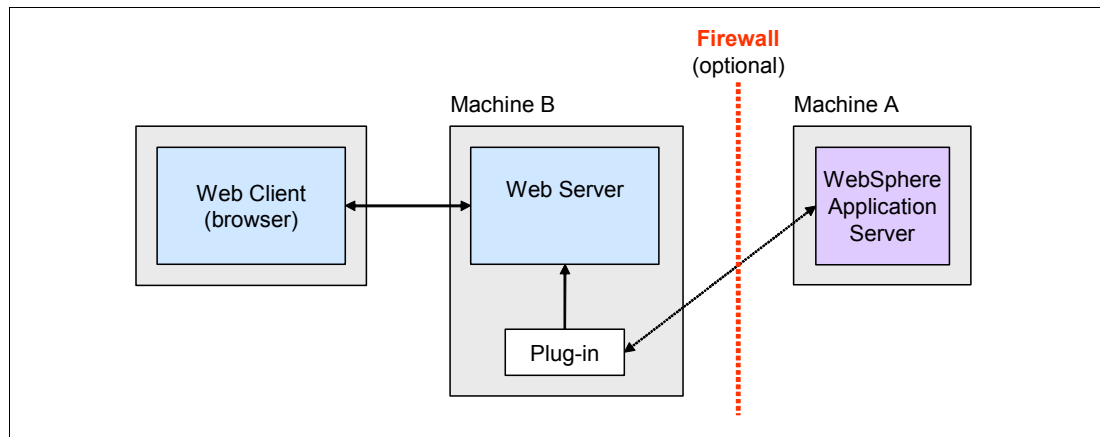 Firewall
(optional)
Machine B
Machine A
Web Client
(browser)
Web Server
WebSphere
Application
Server
Plug-in